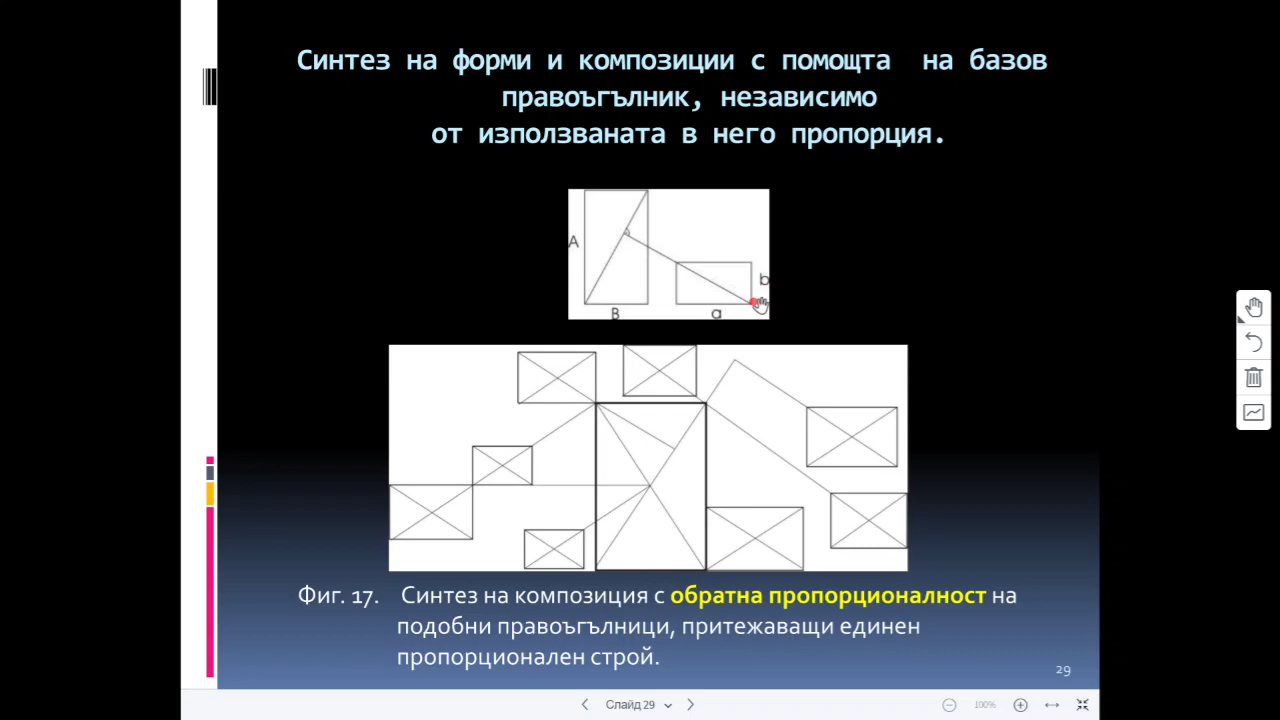 Синтез на форми и композиции с помощта на базов
правоъгълник, независимо
от използваната в него пропорция.
A
b
B
a
Фиг. 17. Синтез на композиция с обратна пропорционалност на
подобни правоъгълници, притежаващи единен
пропорционален строй.
29
Слайд 29
100%